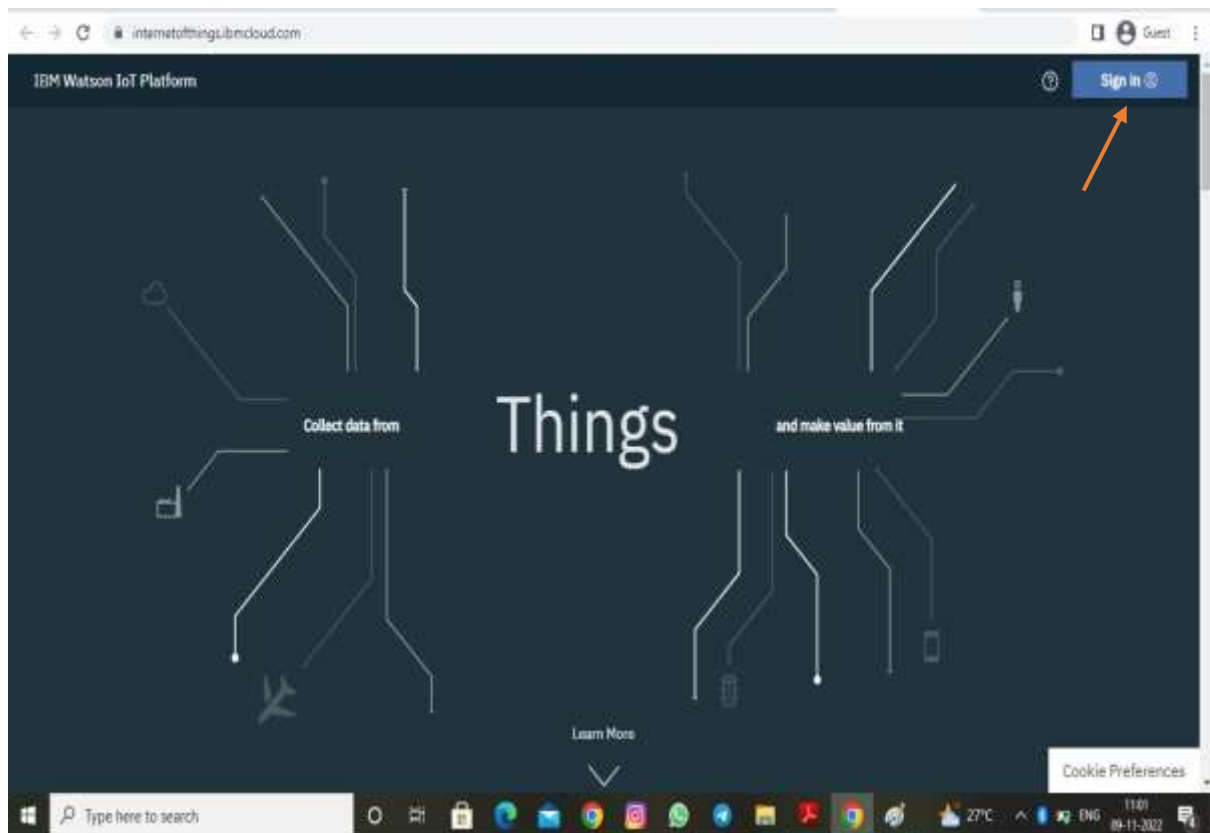 internetofthings.ibmcloud.com
Guest
IBM Watson IoT Platform
Sign in
Collect data from
Things
and make value from it
Learn More
Cookie Preferences
Type here to search
27°C
ENG
11:01
09-11-2022